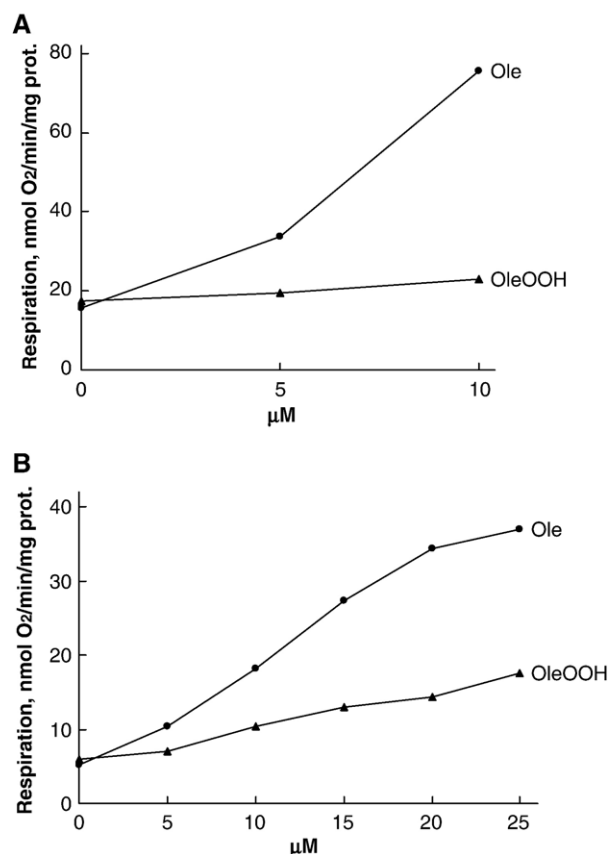 A
Respiration, nmol O2/min/mg prot.
80
60
40
20
0
Ole
OleOOH
0 5 10
μM
B
Respiration, nmol O2/min/mg prot.
40
30
20
10
0
Ole
OleOOH
0 5 10 15 20 25
μM